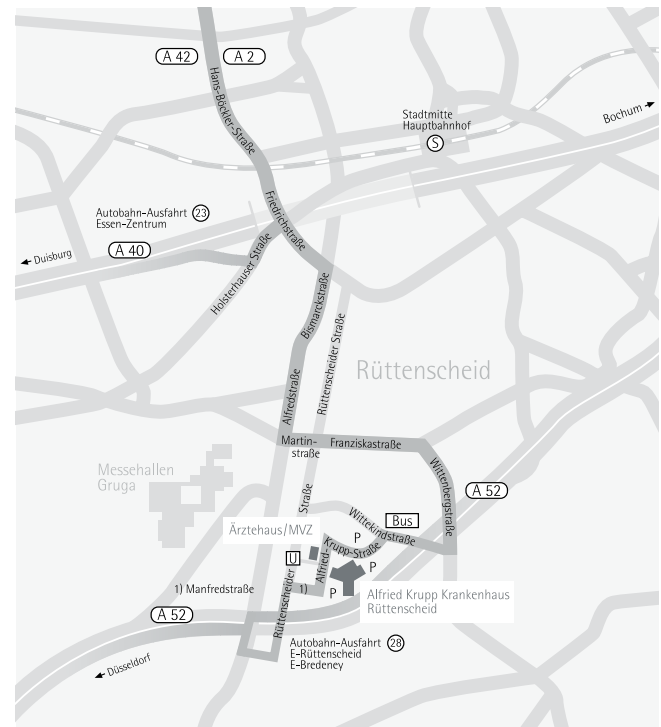 A 42
A 2
Hans-Böckler-Straße
Stadtmitte
Hauptbahnhof
S
Bochum
Autobahn-Ausfahrt 23
Essen-Zentrum
A 40
Duisburg
Friedrichstraße
Holsterhauser Straße
Bismarckstraße
Rüttenscheider Straße
Rüttenscheid
Alfredstraße
Martin-
straße
Franziskastraße
Wittenbergstraße
Messehallen
Gruga
A 52
Bus
Wittekindstraße
Ärztehaus/MVZ
P
Alfried-
Krupp-Straße
U
P
P
Rüttenscheider Straße
1) Manfredstraße
1)
Alfried Krupp Krankenhaus
Rüttenscheid
A 52
Autobahn-Ausfahrt 28
E-Rüttenscheid
E-Bredeney
Düsseldorf